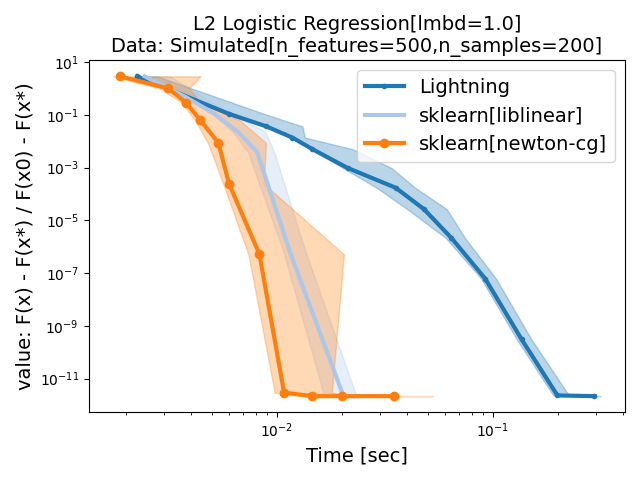 L2 Logistic Regression[lmbd=1.0]
Data: Simulated[n_features=500,n_samples=200]
value: F(x) - F(x*) / F(x0) - F(x*)
10¹
10⁻¹
10⁻³
10⁻⁵
10⁻⁷
10⁻⁹
10⁻¹¹
Lightning
sklearn[liblinear]
sklearn[newton-cg]
10⁻²
10⁻¹
Time [sec]